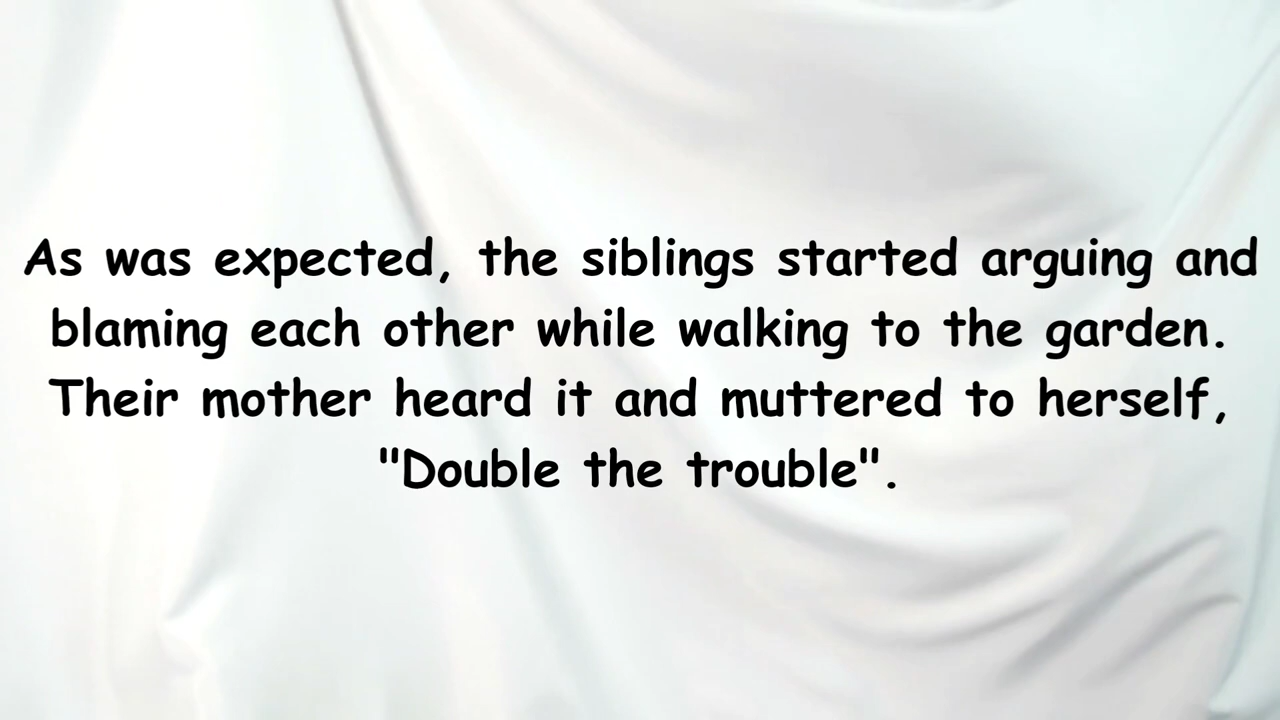 As was expected, the siblings started arguing and
blaming each other while walking to the garden.
Their mother heard it and muttered to herself,
"Double the trouble".